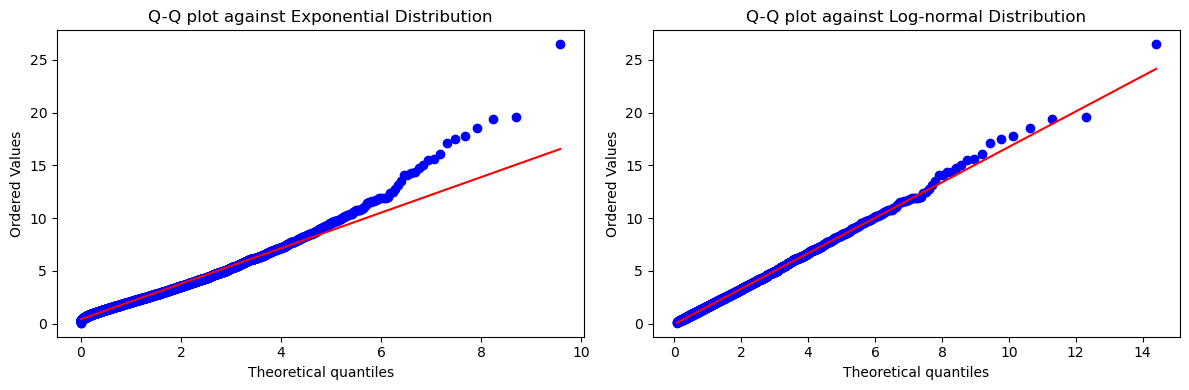 Q-Q plot against Exponential Distribution
Ordered Values
25
20
15
10
5
0
0 2 4 6 8 10
Theoretical quantiles
Q-Q plot against Log-normal Distribution
Ordered Values
25
20
15
10
5
0
0 2 4 6 8 10 12 14
Theoretical quantiles